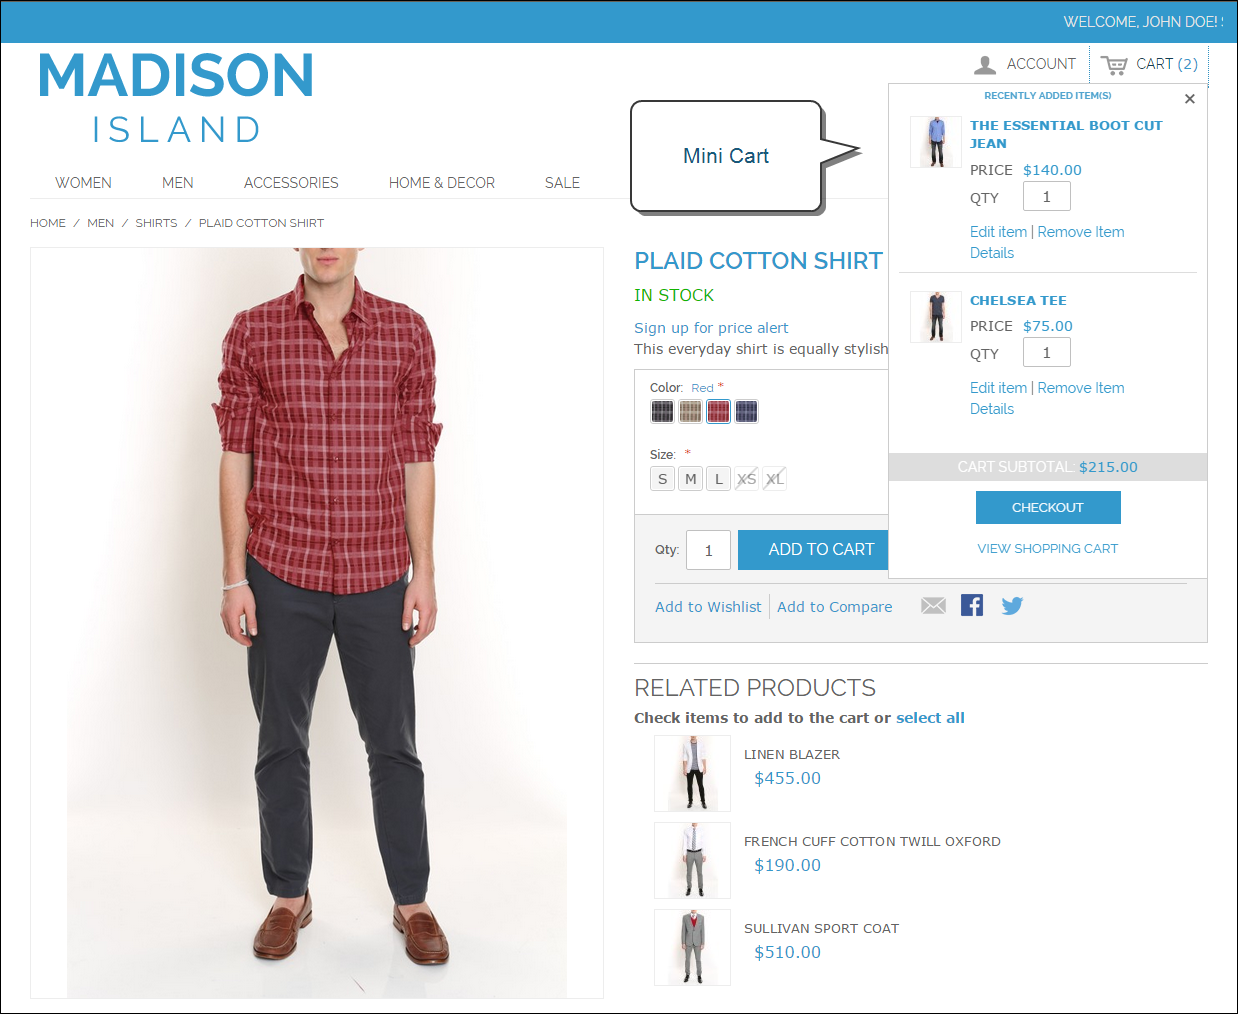 WELCOME, JOHN DOE!
MADISON
ISLAND
ACCOUNT
CART (2)
WOMEN
MEN
ACCESSORIES
HOME & DECOR
SALE
Mini Cart
RECENTLY ADDED ITEM(S)
×
THE ESSENTIAL BOOT CUT
JEAN
PRICE $140.00
QTY 1
Edit item | Remove Item
Details
CHELSEA TEE
PRICE $75.00
QTY 1
Edit item | Remove Item
Details
CART SUBTOTAL: $215.00
CHECKOUT
VIEW SHOPPING CART
HOME / MEN / SHIRTS / PLAID COTTON SHIRT
PLAID COTTON SHIRT
IN STOCK
Sign up for price alert
This everyday shirt is equally stylish
Color: Red *
Size: *
S M L XS XL
Qty: 1 ADD TO CART
Add to Wishlist | Add to Compare
RELATED PRODUCTS
Check items to add to the cart or select all
LINEN BLAZER
$455.00
FRENCH CUFF COTTON TWILL OXFORD
$190.00
SULLIVAN SPORT COAT
$510.00